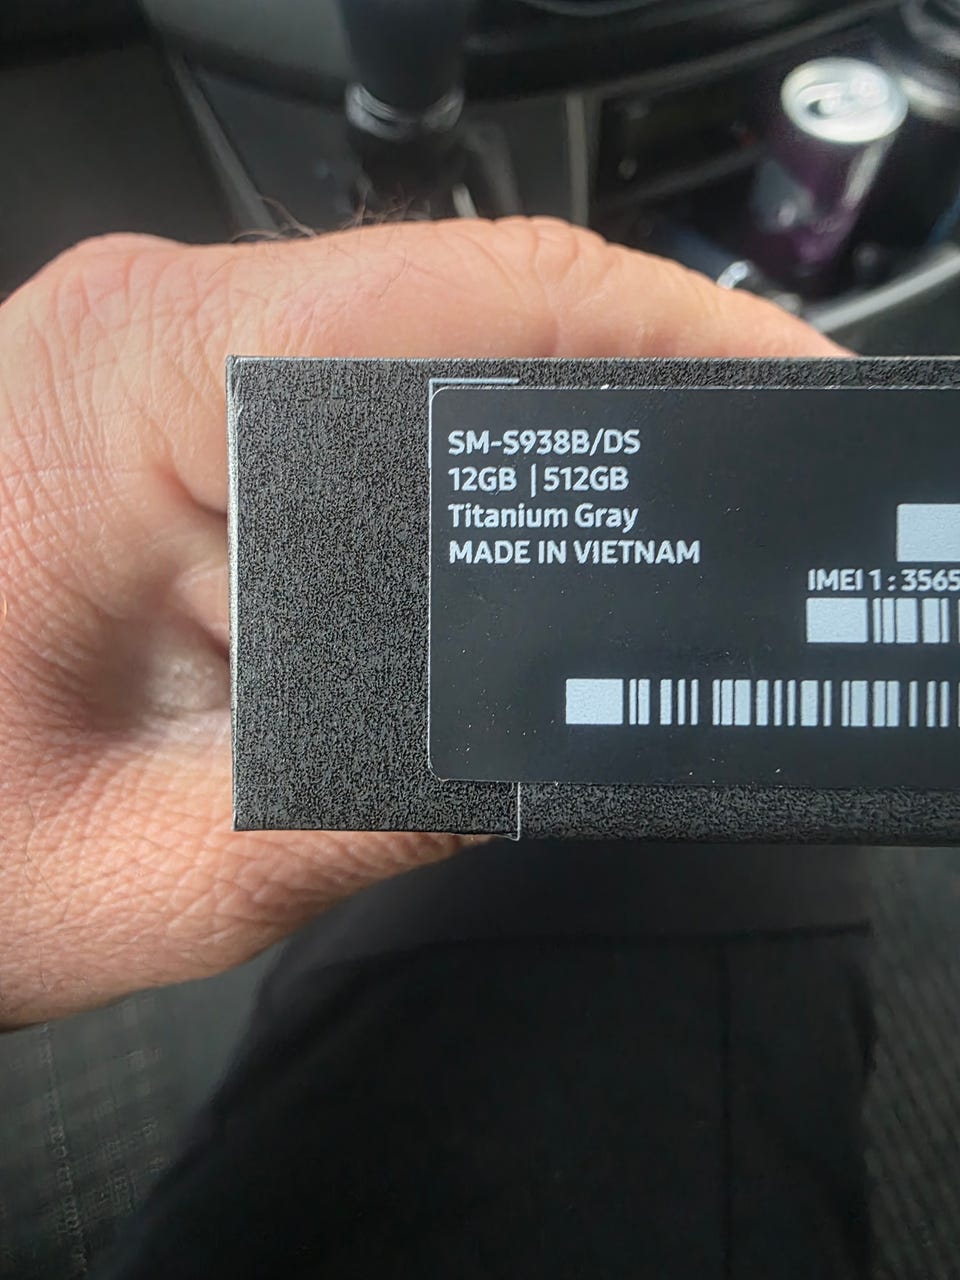 SM-S938B/DS
12GB | 512GB
Titanium Gray
MADE IN VIETNAM
IMEI 1 : 3565